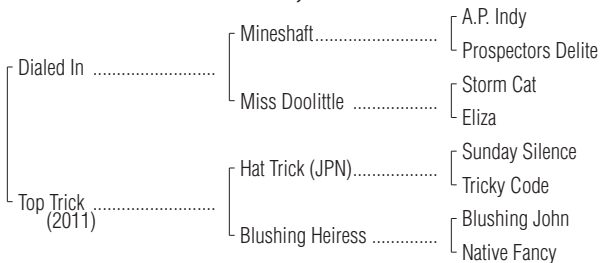 A.P. Indy
Mineshaft
Prospectors Delite
Dialed In
Storm Cat
Miss Doolittle
Eliza
Sunday Silence
Hat Trick (JPN)
Tricky Code
Top Trick
(2011)
Blushing John
Blushing Heiress
Native Fancy